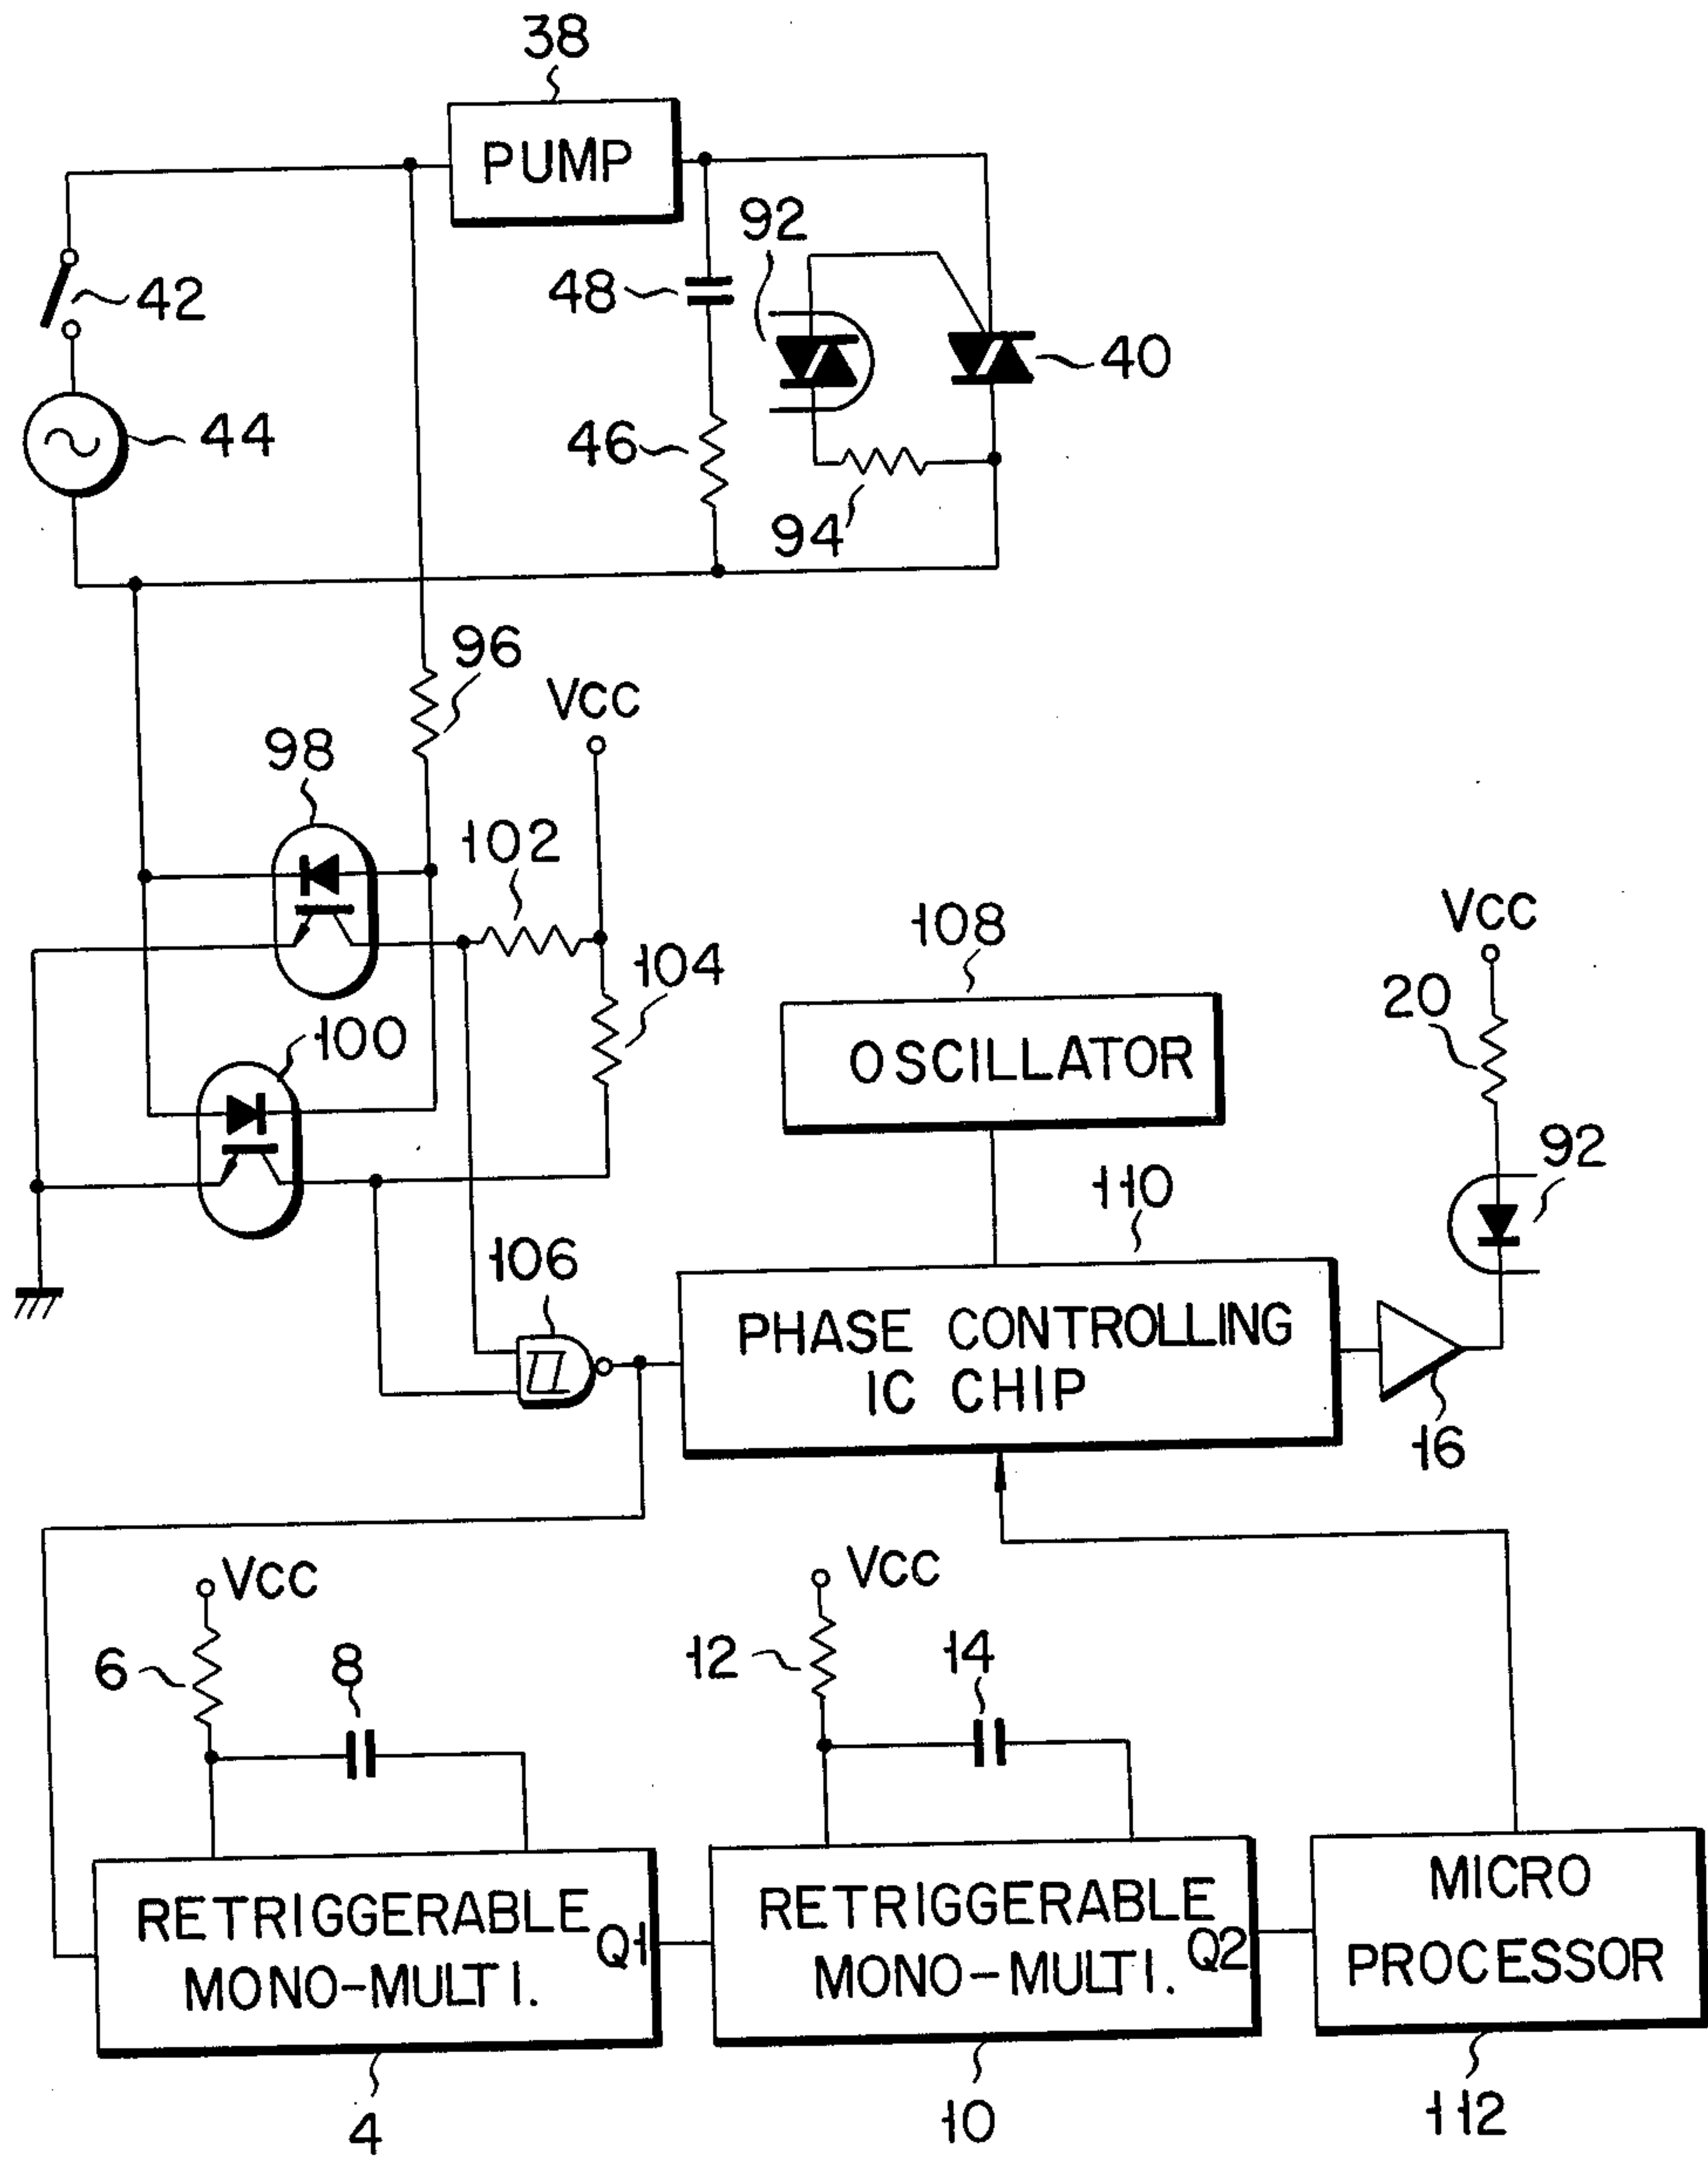 38
PUMP
92
48
42
40
44
46
94
96
VCC
98
102
108
VCC
104
20
OSCILLATOR
100
92
110
106
PHASE CONTROLLING
IC CHIP
16
VCC
VCC
6
8
12
14
RETRIGGERABLE
MONO-MULTI.
Q1
RETRIGGERABLE
MONO-MULTI.
Q2
MICRO
PROCESSOR
4
10
112